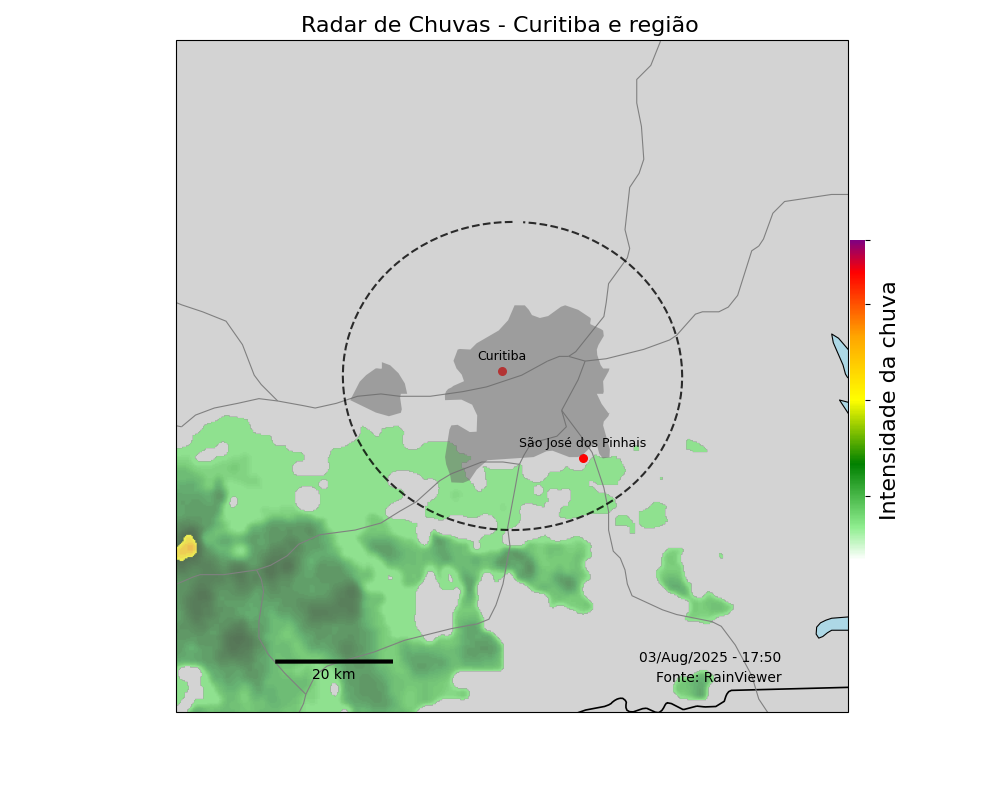 Radar de Chuvas - Curitiba e região
Curitiba
São José dos Pinhais
Intensidade da chuva
03/Aug/2025 - 17:50
Fonte: RainViewer
20 km